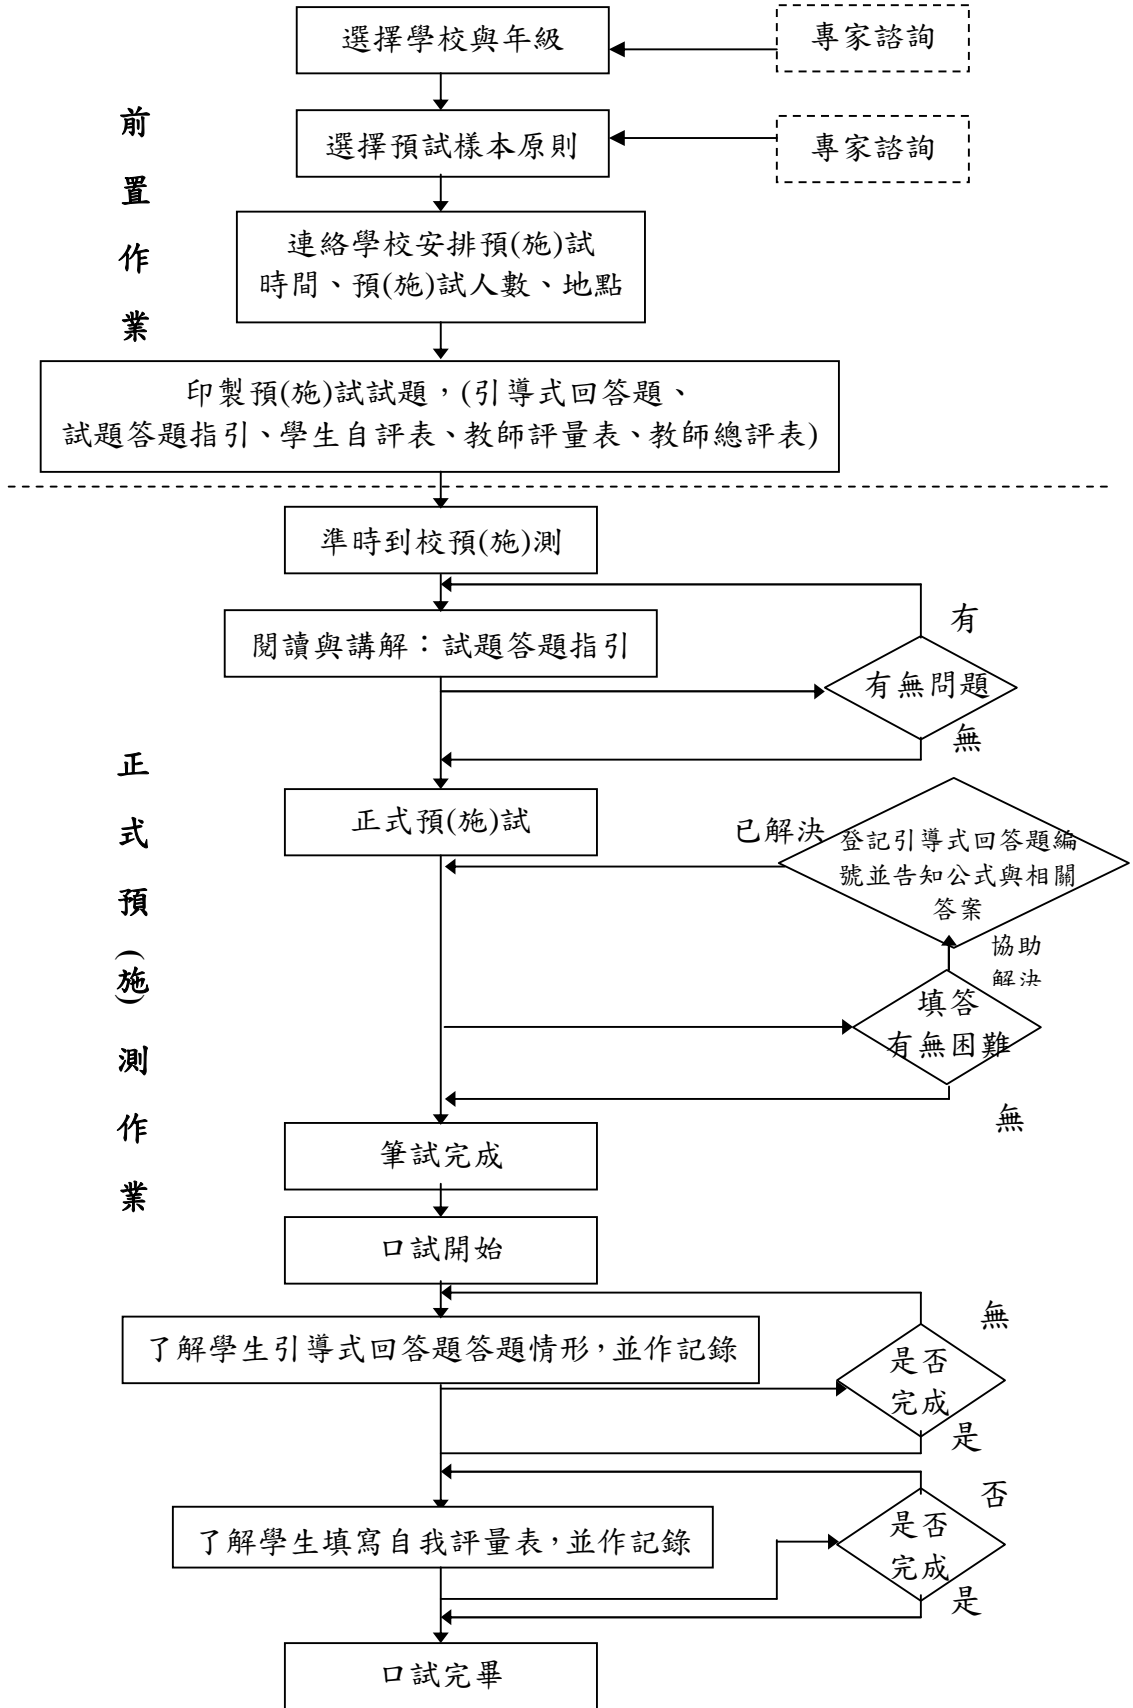 選擇學校與年級
專家諮詢
前置作業
選擇預試樣本原則
專家諮詢
連絡學校安排預(施)試
時間、預(施)試人數、地點
印製預(施)試試題，(引導式回答題、
試題答題指引、學生自評表、教師評量表、教師總評表)
準時到校預(施)測
有
閱讀與講解：試題答題指引
有無問題
無
正式預(施)測作業
正式預(施)試
已解決
登記引導式回答題編
號並告知公式與相關
答案
協助
解決
填答
有無困難
無
筆試完成
口試開始
無
了解學生引導式回答題答題情形，並作記錄
是否
完成
是
否
了解學生填寫自我評量表，並作記錄
是否
完成
是
口試完畢